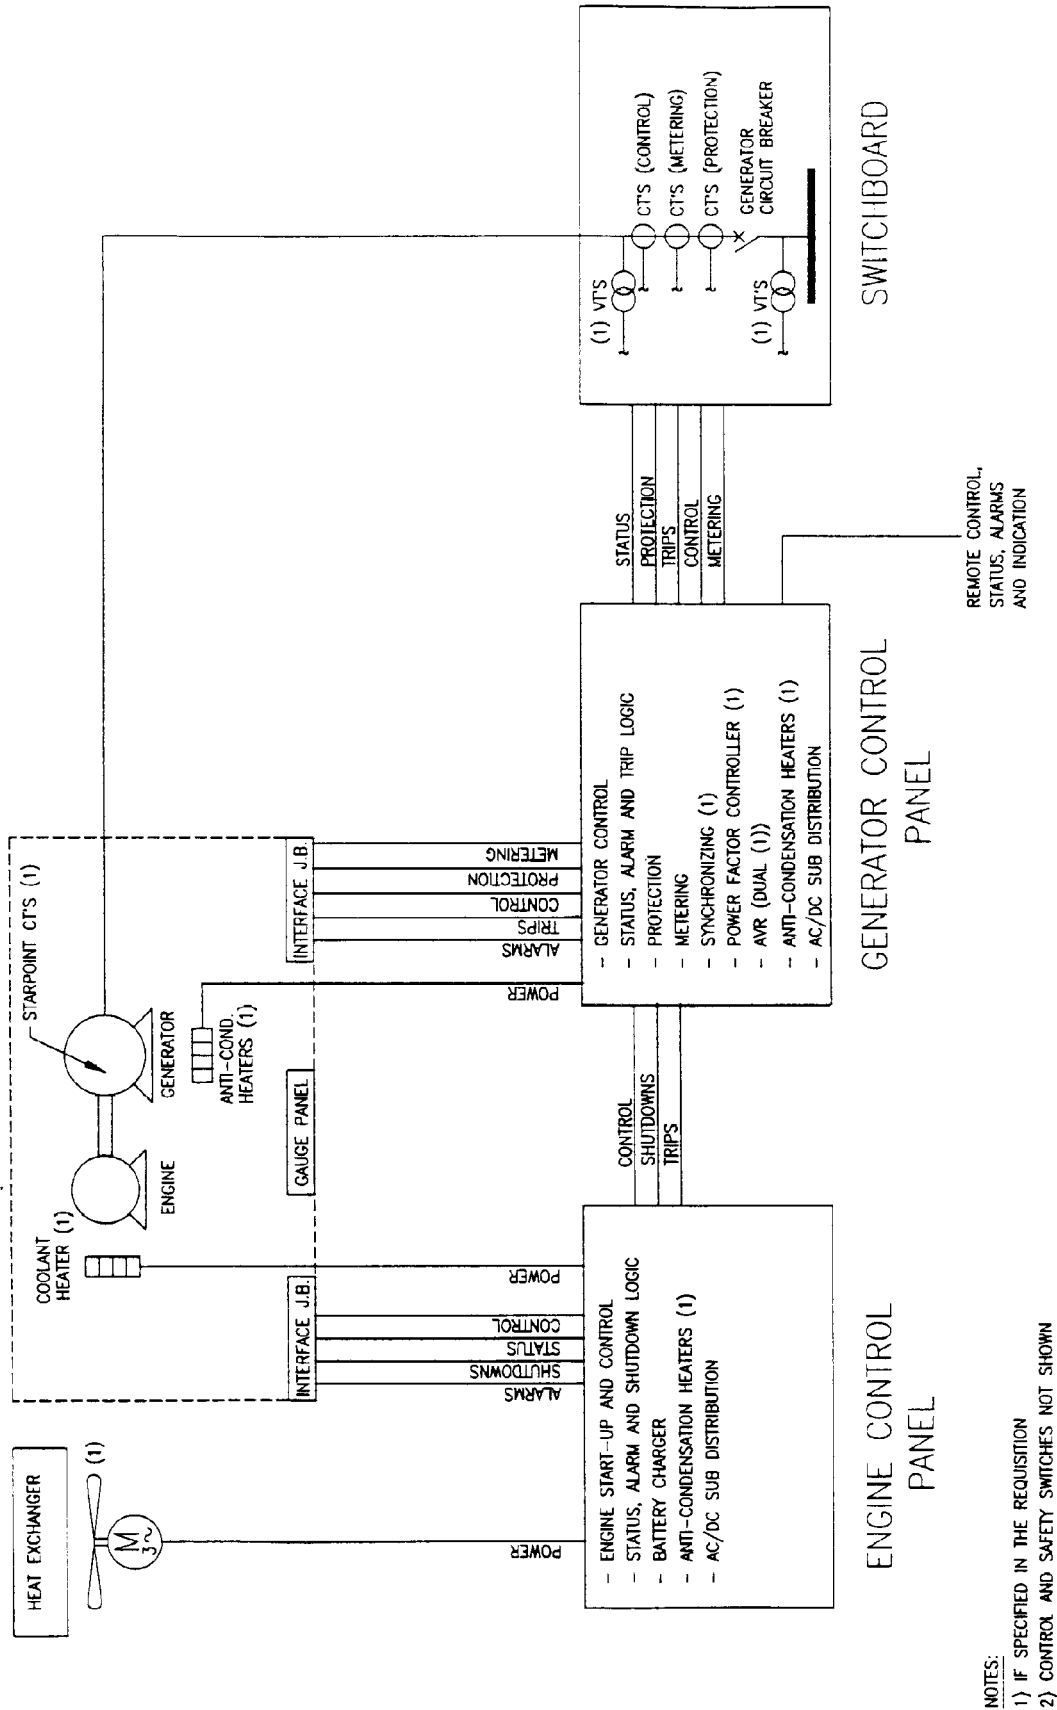 HEAT EXCHANGER
(1)
M
3~
COOLANT
HEATER (1)
ENGINE
STARPOINT CT'S (1)
GENERATOR
ANTI-COND.
HEATERS (1)
INTERFACE J.B.
GAUGE PANEL
INTERFACE J.B.
POWER
ALARMS
SHUTDOWNS
STATUS
CONTROL
POWER
POWER
ALARMS
TRIPS
CONTROL
PROTECTION
METERING
- ENGINE START-UP AND CONTROL
- STATUS, ALARM AND SHUTDOWN LOGIC
- BATTERY CHARGER
- ANTI-CONDENSATION HEATERS (1)
- AC/DC SUB DISTRIBUTION
ENGINE CONTROL
PANEL
CONTROL
SHUTDOWNS
TRIPS
- GENERATOR CONTROL
- STATUS, ALARM AND TRIP LOGIC
- PROTECTION
- METERING
- SYNCHRONIZING (1)
- POWER FACTOR CONTROLLER (1)
- AVR (DUAL (1))
- ANTI-CONDENSATION HEATERS (1)
- AC/DC SUB DISTRIBUTION
GENERATOR CONTROL
PANEL
STATUS
PROTECTION
TRIPS
CONTROL
METERING
REMOTE CONTROL,
STATUS, ALARMS
AND INDICATION
(1) VT'S
CT'S (CONTROL)
CT'S (METERING)
CT'S (PROTECTION)
GENERATOR
CIRCUIT BREAKER
(1) VT'S
SWITCHBOARD
NOTES:
1) IF SPECIFIED IN THE REQUISITION
2) CONTROL AND SAFETY SWITCHES NOT SHOWN